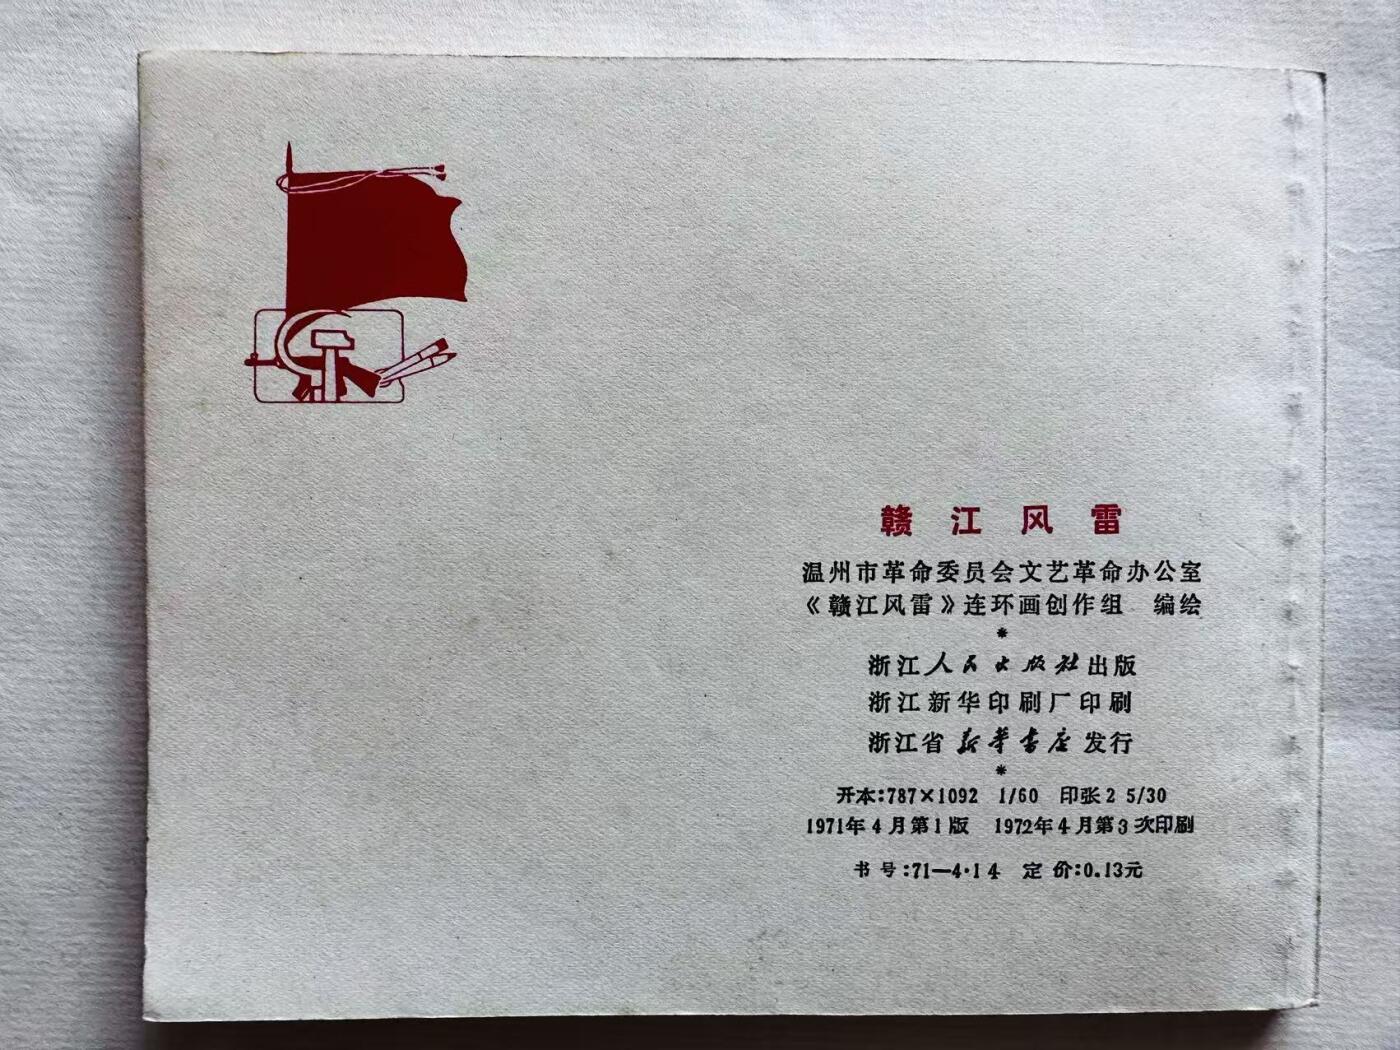 赣江风雷
温州市革命委员会文艺革命办公室
《赣江风雷》连环画创作组 编绘
*
浙江人民出版社出版
浙江新华印刷厂印刷
浙江省新华书店发行
*
开本:787×1092 1/60 印张2 5/30
1971年4月第1版 1972年4月第3次印刷
书号:71—4·14 定价:0.13元